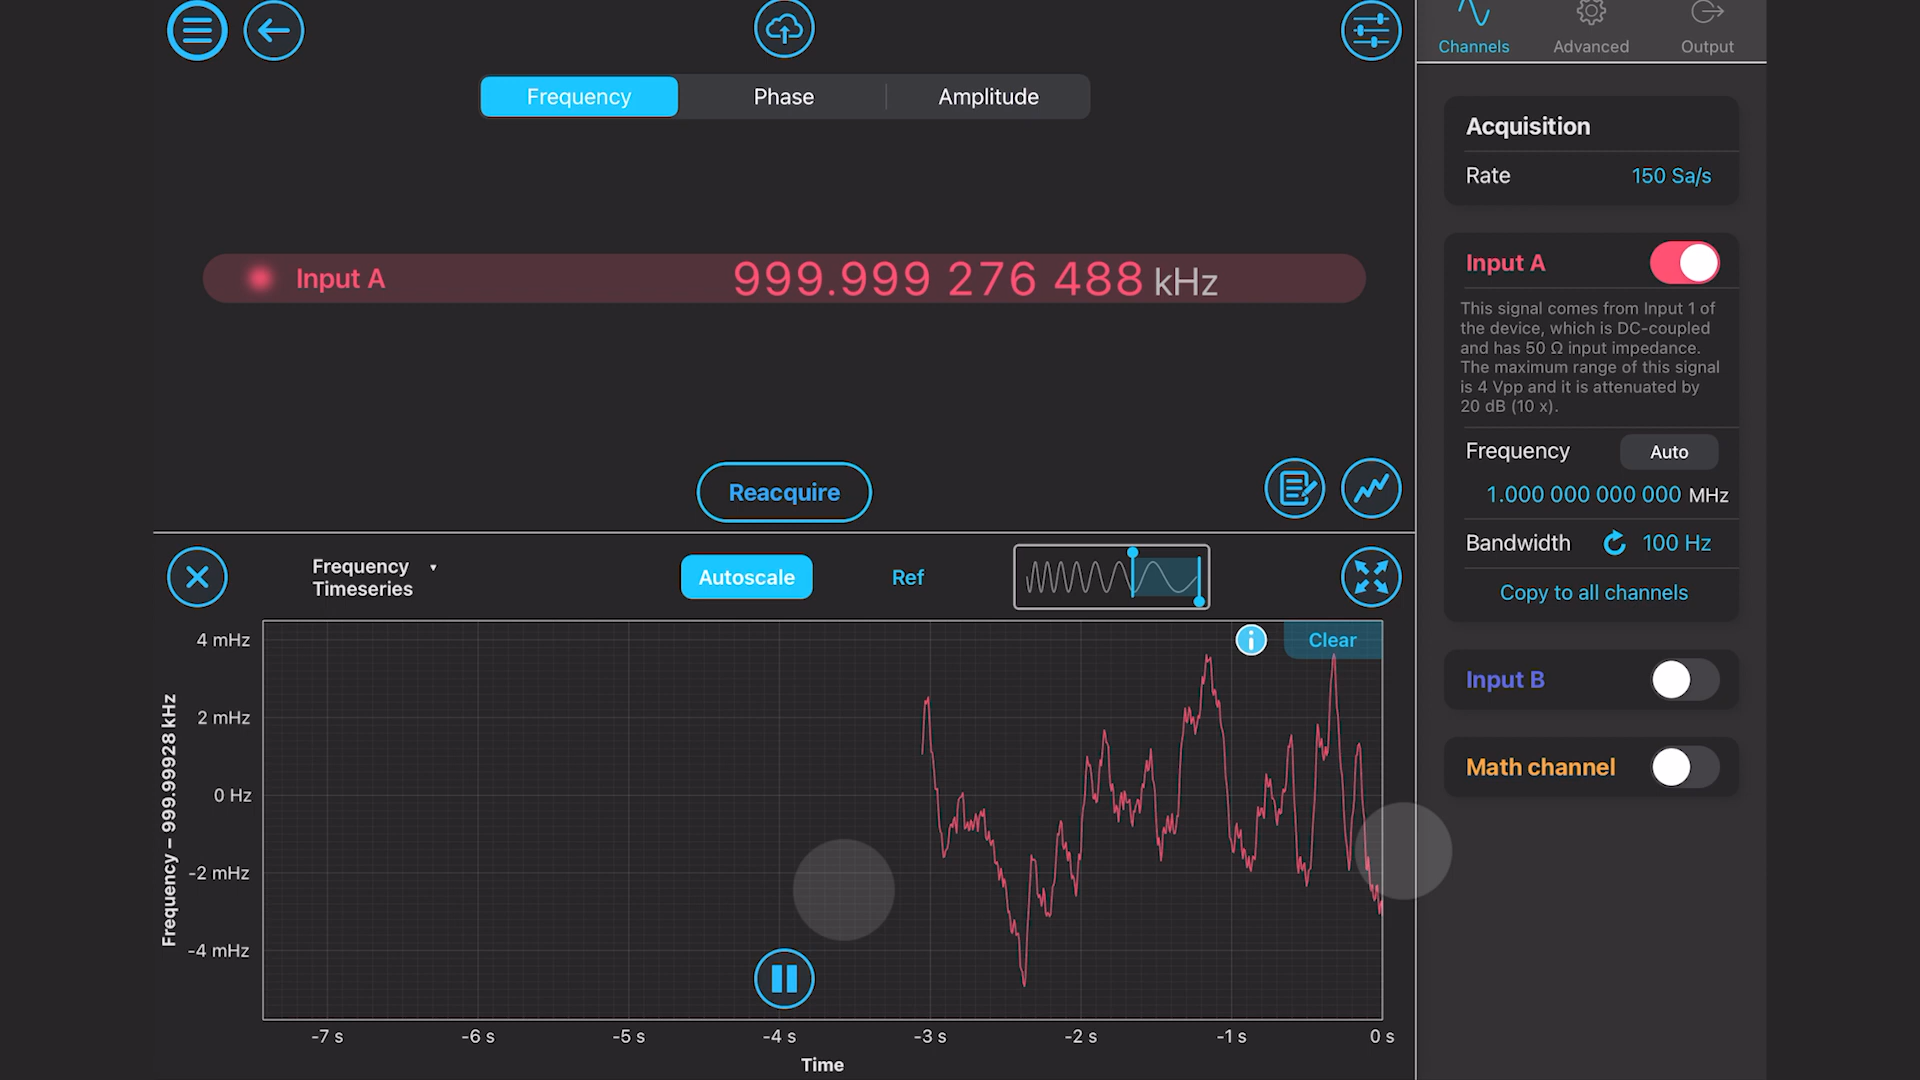 Channels
Advanced
Output
Frequency
Phase
Amplitude
Acquisition
Rate
150 Sa/s
Input A
999.999 276 488 kHz
Input A
This signal comes from Input 1 of
the device, which is DC-coupled
and has 50 Ω input impedance.
The maximum range of this signal
is 4 Vpp and it is attenuated by
20 dB (10 x).
Frequency
Auto
1.000 000 000 000 MHz
Bandwidth
100 Hz
Copy to all channels
Input B
Math channel
Reacquire
Frequency
Timeseries
Autoscale
Ref
i
Clear
Frequency – 999.999928 kHz
4 mHz
2 mHz
0 Hz
-2 mHz
-4 mHz
-7 s
-6 s
-5 s
-4 s
-3 s
-2 s
-1 s
0 s
Time